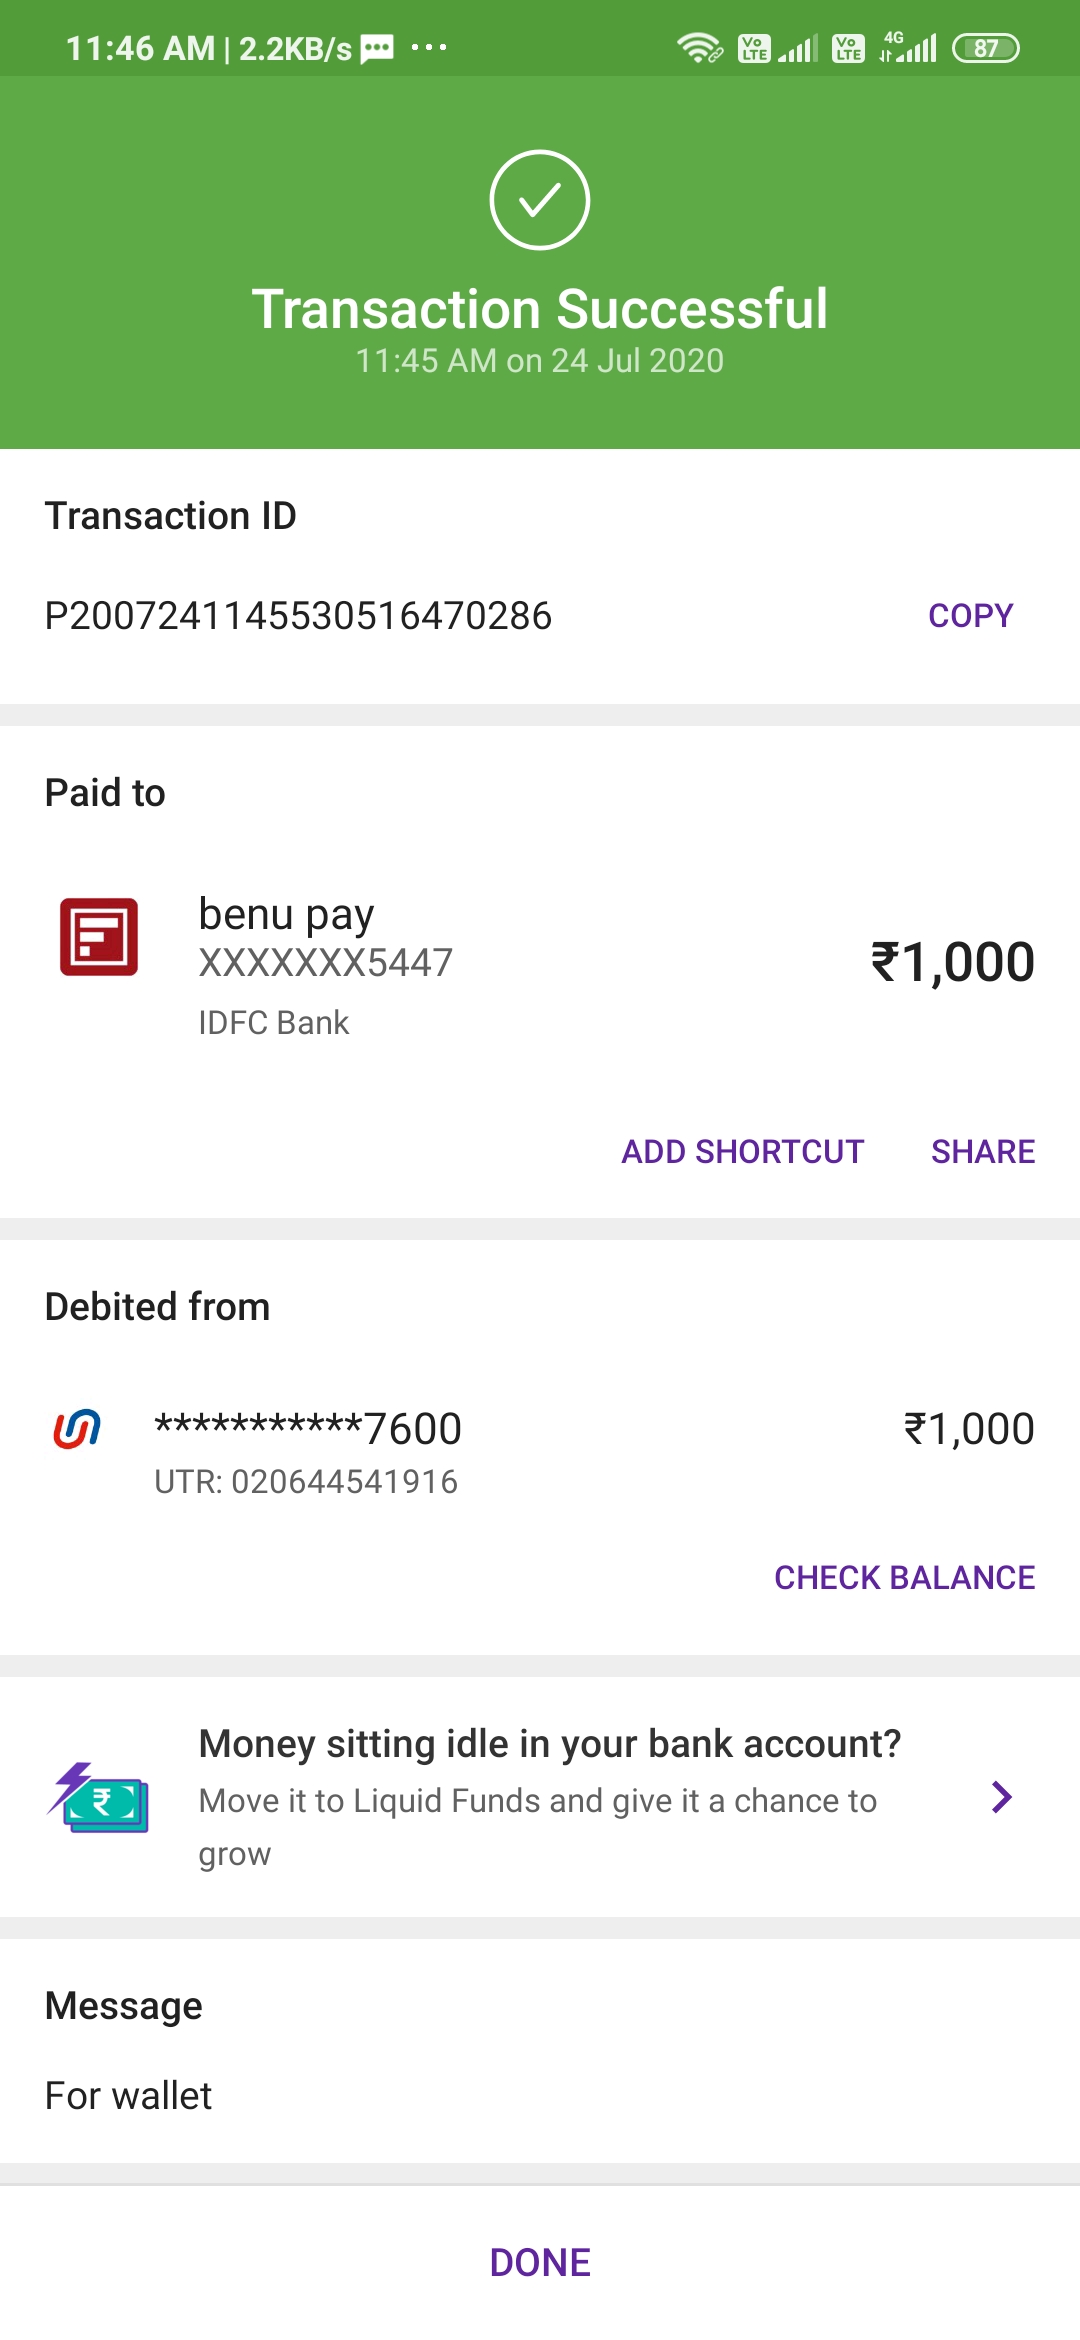 11:46 AM | 2.2KB/s ...
Vo LTE Vo LTE 4G 87
Transaction Successful
11:45 AM on 24 Jul 2020
Transaction ID
P2007241145530516470286 COPY
Paid to
benu pay
XXXXXXX5447
₹1,000
IDFC Bank
ADD SHORTCUT SHARE
Debited from
***********7600 ₹1,000
UTR: 020644541916
CHECK BALANCE
Money sitting idle in your bank account?
Move it to Liquid Funds and give it a chance to
grow
Message
For wallet
DONE